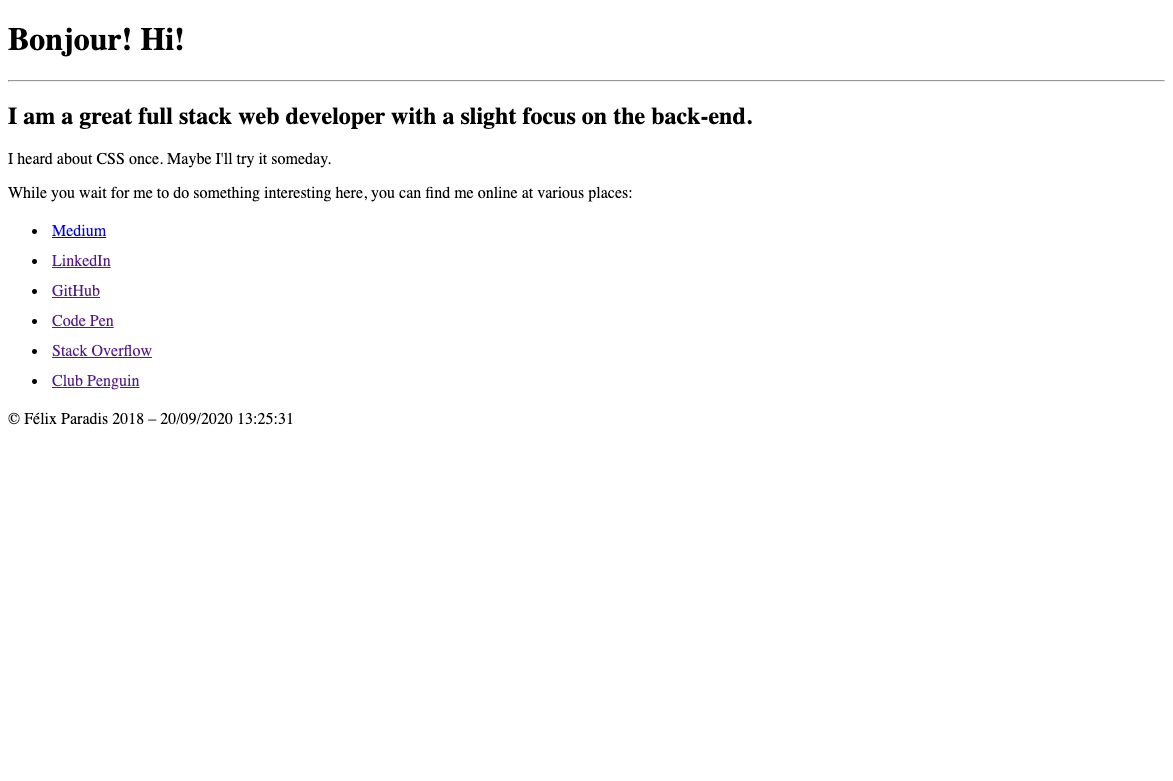 Bonjour! Hi!
I am a great full stack web developer with a slight focus on the back-end.
I heard about CSS once. Maybe I'll try it someday.
While you wait for me to do something interesting here, you can find me online at various places:
• Medium
• LinkedIn
• GitHub
• Code Pen
• Stack Overflow
• Club Penguin
© Félix Paradis 2018 – 20/09/2020 13:25:31